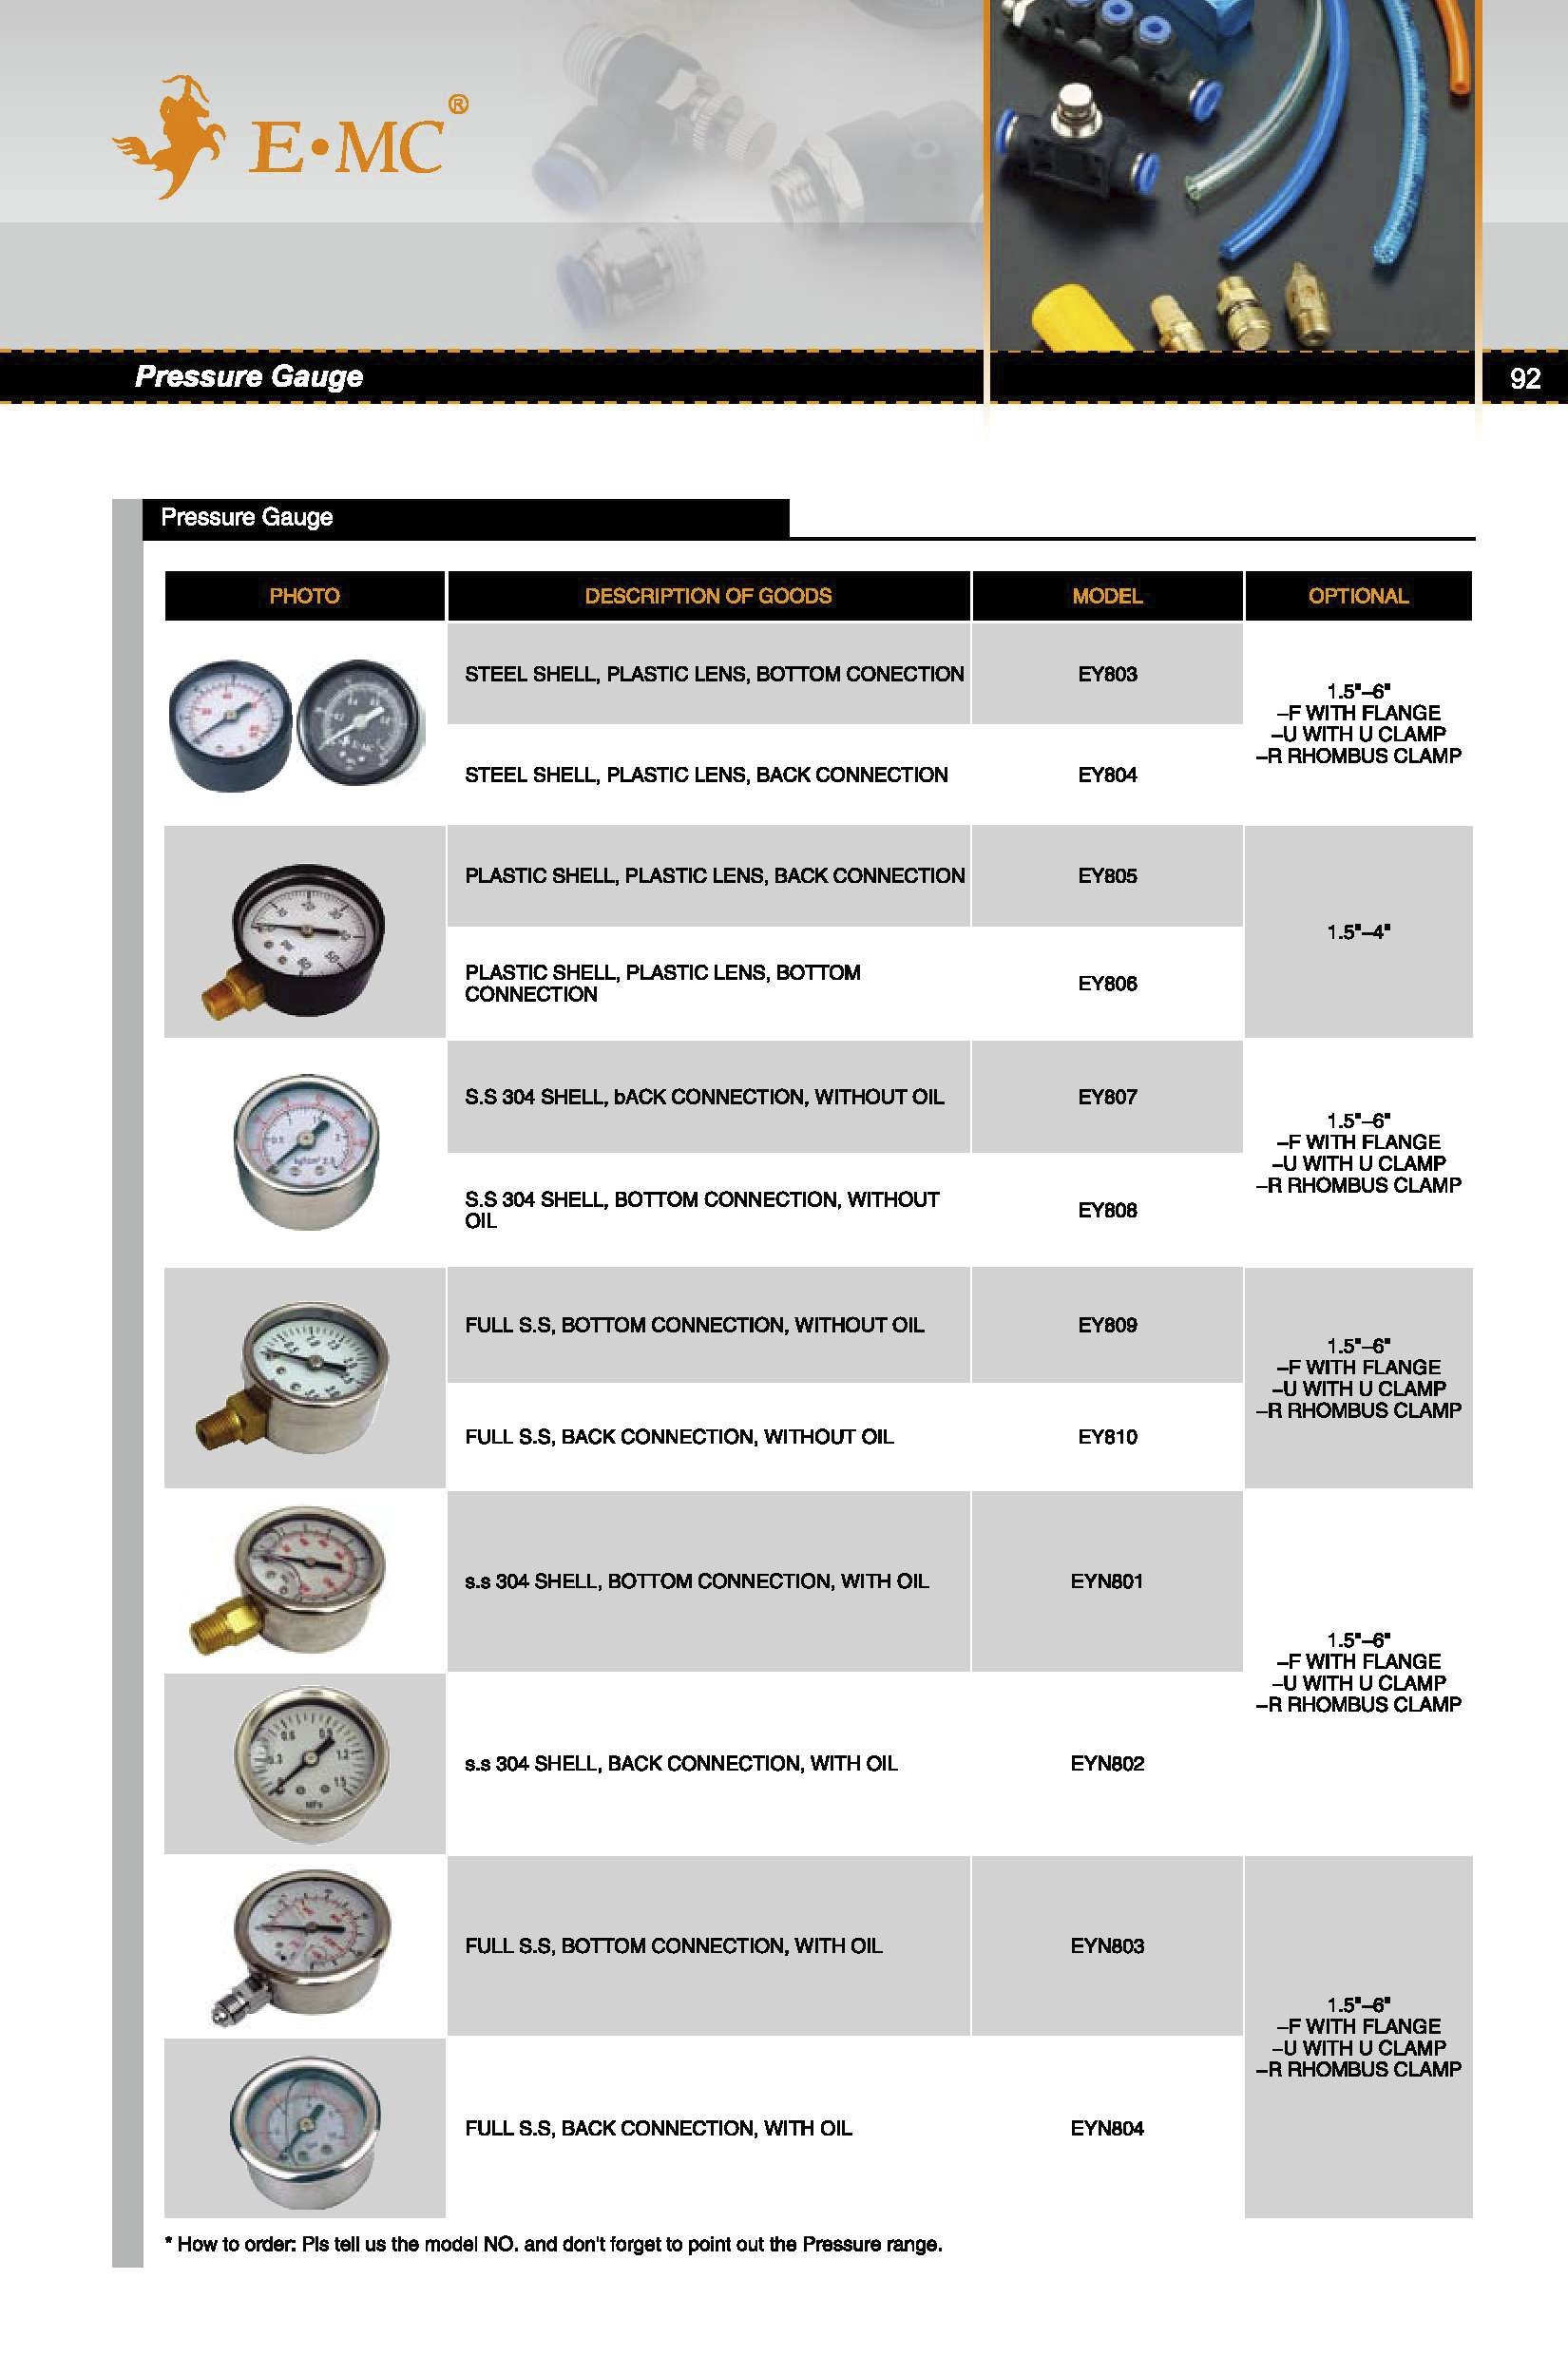 E•MC®
Pressure Gauge
92
Pressure Gauge
PHOTO
DESCRIPTION OF GOODS
MODEL
OPTIONAL
STEEL SHELL, PLASTIC LENS, BOTTOM CONECTION
EY803
STEEL SHELL, PLASTIC LENS, BACK CONNECTION
EY804
1.5"–6"
–F WITH FLANGE
–U WITH U CLAMP
–R RHOMBUS CLAMP
PLASTIC SHELL, PLASTIC LENS, BACK CONNECTION
EY805
PLASTIC SHELL, PLASTIC LENS, BOTTOM
CONNECTION
EY806
1.5"–4"
S.S 304 SHELL, bACK CONNECTION, WITHOUT OIL
EY807
S.S 304 SHELL, BOTTOM CONNECTION, WITHOUT
OIL
EY808
1.5"–6"
–F WITH FLANGE
–U WITH U CLAMP
–R RHOMBUS CLAMP
FULL S.S, BOTTOM CONNECTION, WITHOUT OIL
EY809
FULL S.S, BACK CONNECTION, WITHOUT OIL
EY810
1.5"–6"
–F WITH FLANGE
–U WITH U CLAMP
–R RHOMBUS CLAMP
s.s 304 SHELL, BOTTOM CONNECTION, WITH OIL
EYN801
s.s 304 SHELL, BACK CONNECTION, WITH OIL
EYN802
1.5"–6"
–F WITH FLANGE
–U WITH U CLAMP
–R RHOMBUS CLAMP
FULL S.S, BOTTOM CONNECTION, WITH OIL
EYN803
FULL S.S, BACK CONNECTION, WITH OIL
EYN804
1.5"–6"
–F WITH FLANGE
–U WITH U CLAMP
–R RHOMBUS CLAMP
* How to order: Pls tell us the model NO. and don't forget to point out the Pressure range.